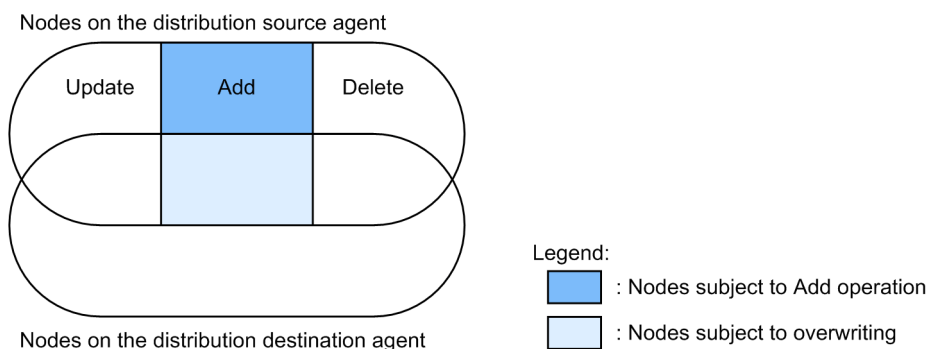 Nodes on the distribution source agent
Update
Add
Delete
Nodes on the distribution destination agent
Legend:
: Nodes subject to Add operation
: Nodes subject to overwriting